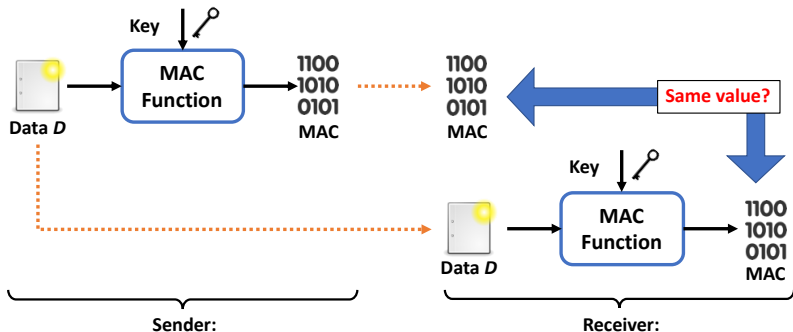 Key
MAC
Function
1100
1010
0101
MAC
Data D
1100
1010
0101
MAC
Same value?
Key
MAC
Function
Data D
1100
1010
0101
MAC
Sender:
Receiver: